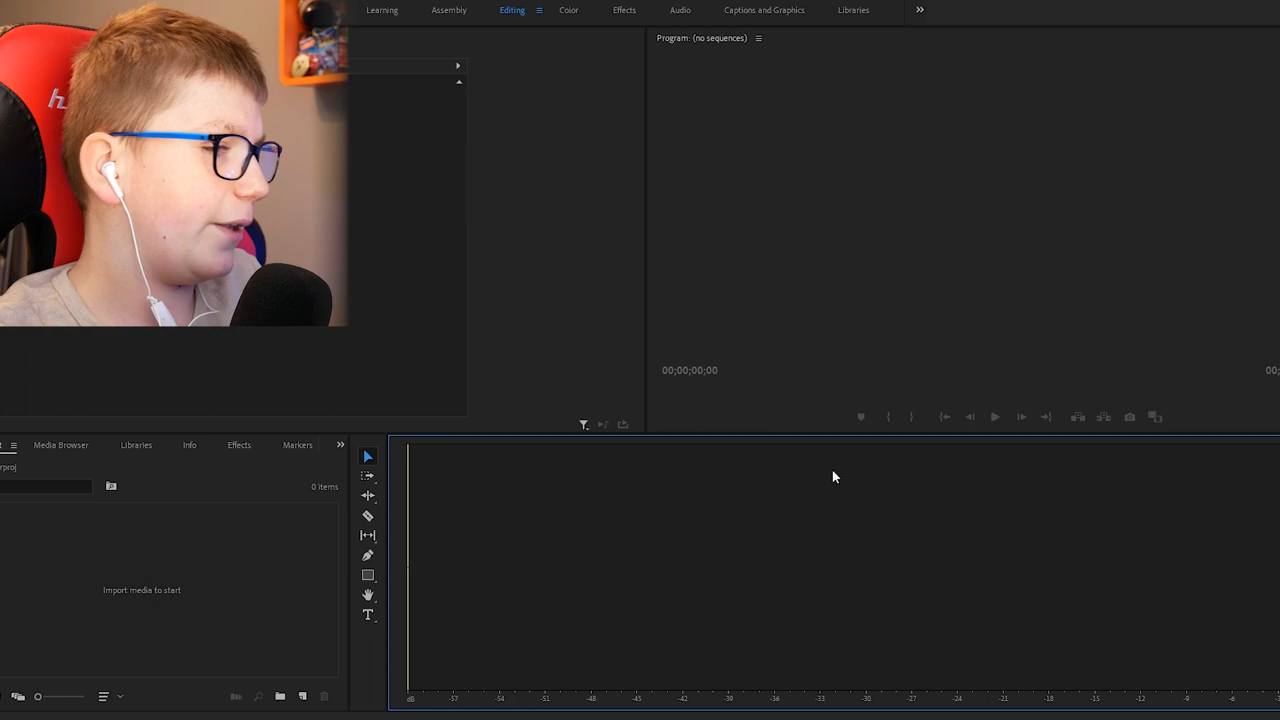 Learning Assembly Editing Color Effects Audio Captions and Graphics Libraries
Program: (no sequences)
00;00;00;00 00;
Media Browser Libraries Info Effects Markers
rproj
0 items
Import media to start
T
dB -57 -54 -51 -48 -45 -42 -39 -36 -33 -30 -27 -24 -21 -18 -15 -12 -9 -6